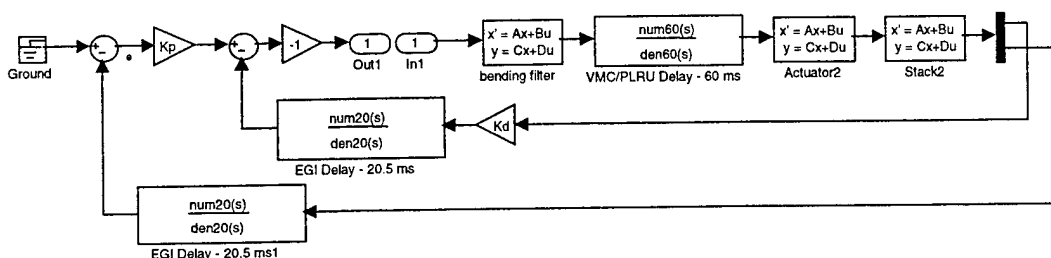 Ground
+
−
Kp
+
−
-1
1
Out1
1
In1
x' = Ax+Bu
y = Cx+Du
bending filter
num60(s)
den60(s)
VMC/PLRU Delay - 60 ms
x' = Ax+Bu
y = Cx+Du
Actuator2
x' = Ax+Bu
y = Cx+Du
Stack2
num20(s)
den20(s)
EGI Delay - 20.5 ms
Kd
num20(s)
den20(s)
EGI Delay - 20.5 ms1